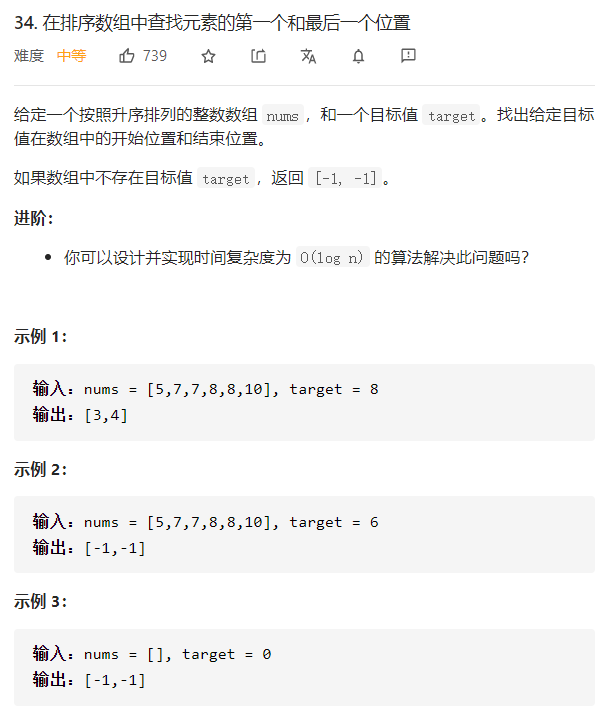 34. 在排序数组中查找元素的第一个和最后一个位置
难度 中等 739
给定一个按照升序排列的整数数组 nums，和一个目标值 target。找出给定目标
值在数组中的开始位置和结束位置。
如果数组中不存在目标值 target，返回 [-1, -1]。
进阶：
• 你可以设计并实现时间复杂度为 O(log n) 的算法解决此问题吗？
示例 1：
输入：nums = [5,7,7,8,8,10], target = 8
输出：[3,4]
示例 2：
输入：nums = [5,7,7,8,8,10], target = 6
输出：[-1,-1]
示例 3：
输入：nums = [], target = 0
输出：[-1,-1]